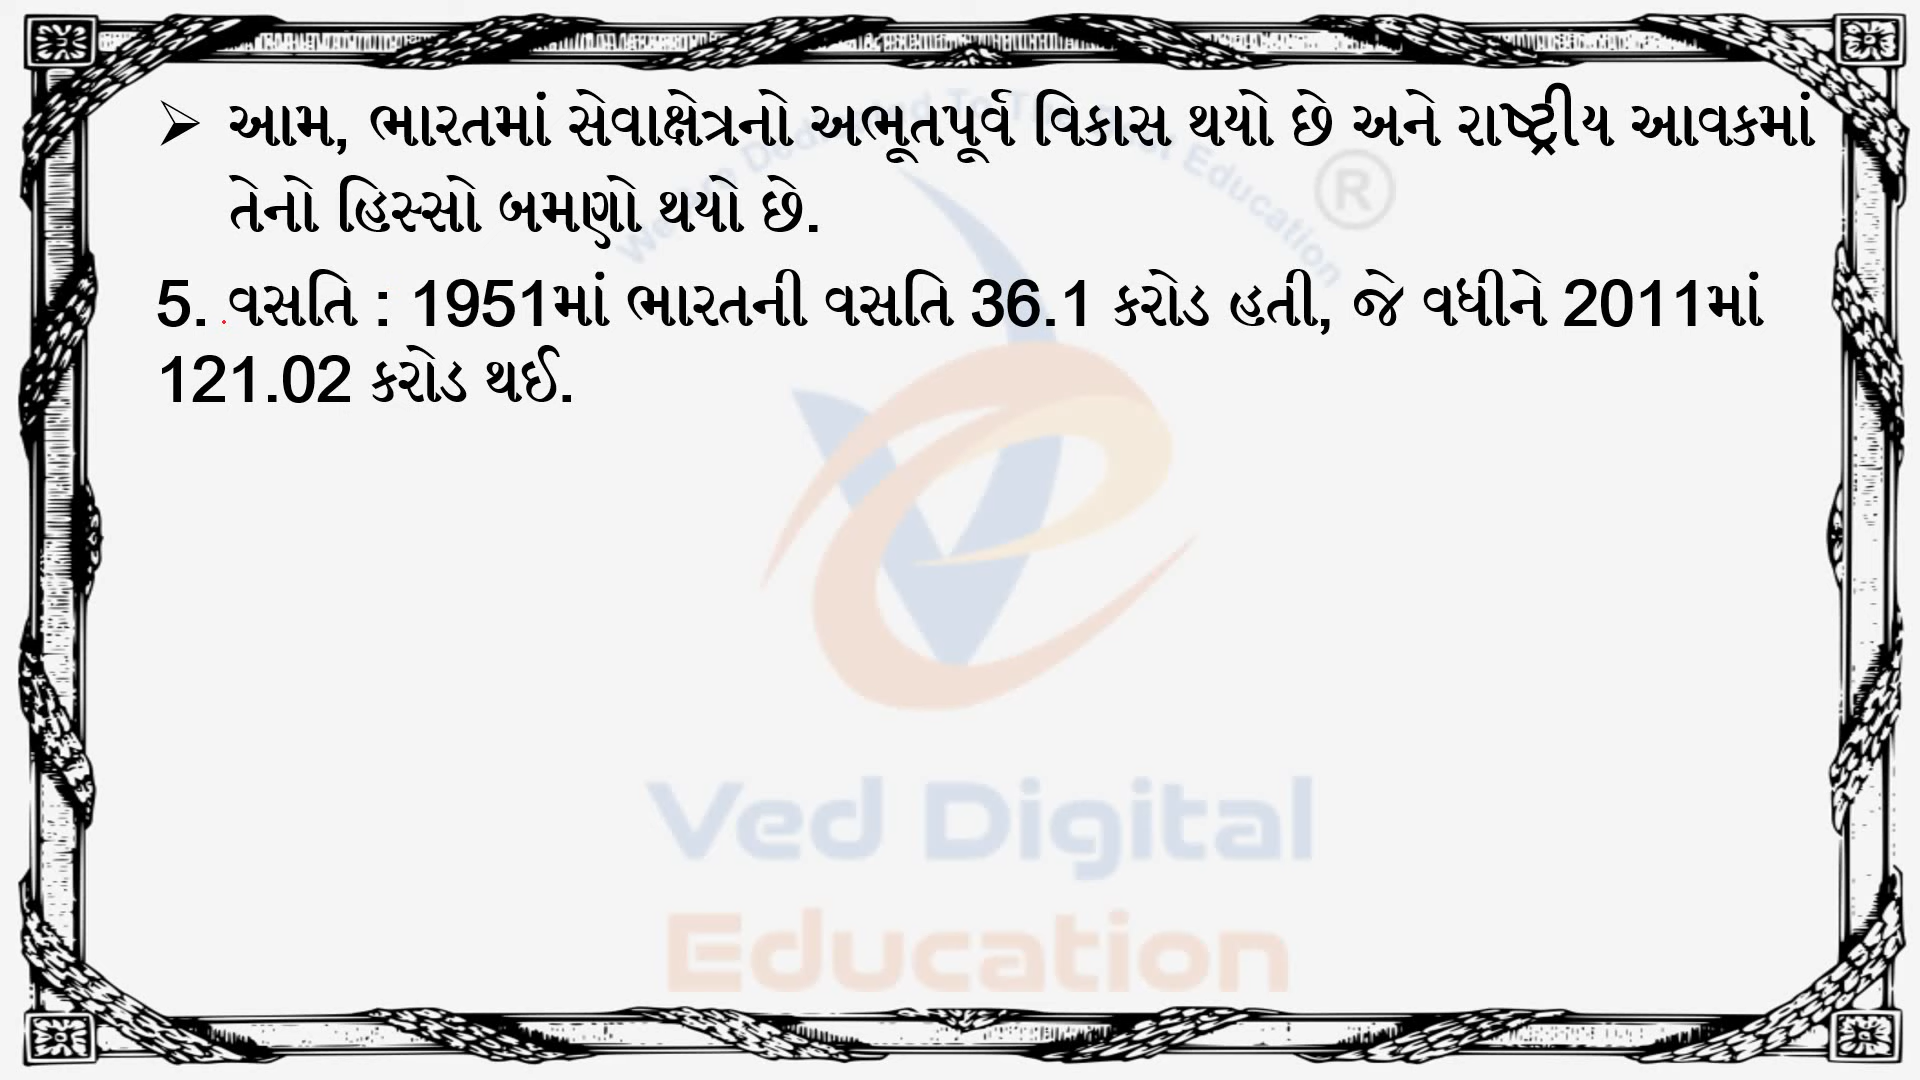 ➢ આમ, ભારતમાં સેવાક્ષેત્રનો અભૂતપૂર્વ વિકાસ થયો છે અને રાષ્ટ્રીય આવકમાં
તેનો હિસ્સો બમણો થયો છે.
5. વસતિ : 1951માં ભારતની વસતિ 36.1 કરોડ હતી, જે વધીને 2011માં
121.02 કરોડ થઈ.
®
Ved Digital
Education